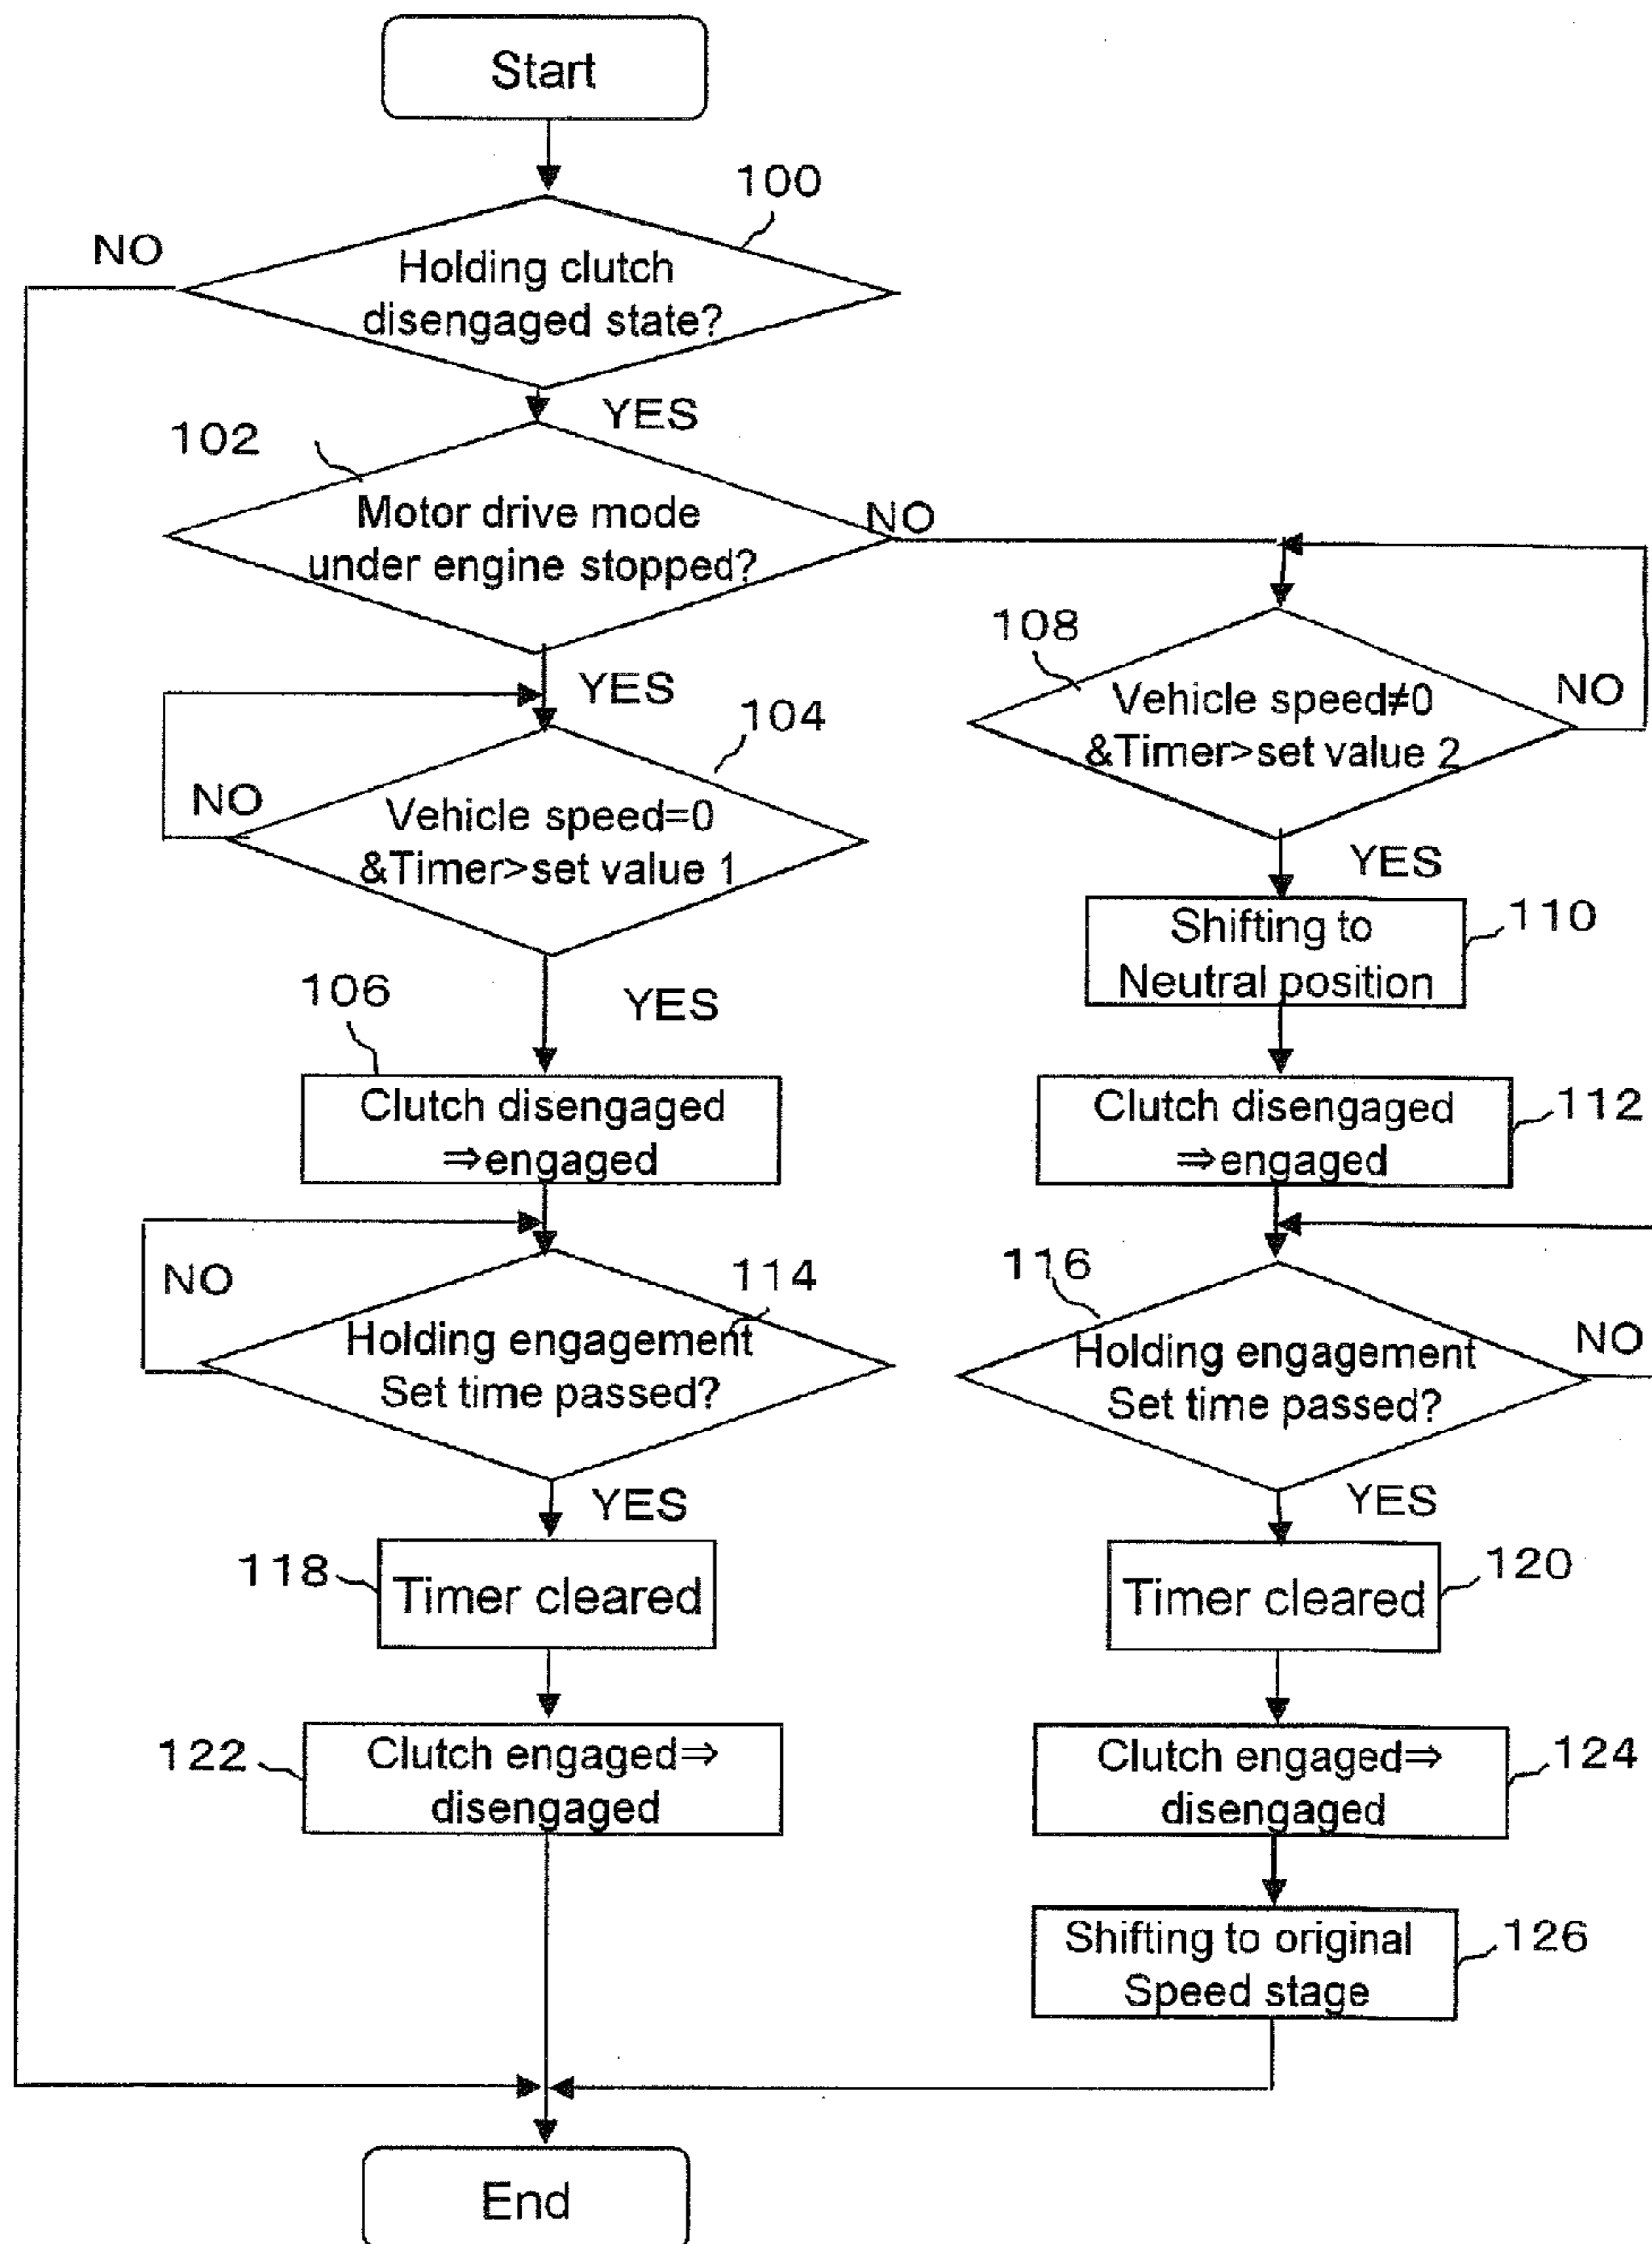 Start
100
NO
Holding clutch
disengaged state?
YES
102
Motor drive mode
under engine stopped?
NO
YES
104
NO
Vehicle speed=0
&Timer>set value 1
YES
108
Vehicle speed≠0
&Timer>set value 2
NO
YES
Shifting to
Neutral position
110
106
Clutch disengaged
⇒engaged
Clutch disengaged
⇒engaged
112
NO
114
Holding engagement
Set time passed?
YES
116
Holding engagement
Set time passed?
NO
YES
118
Timer cleared
Timer cleared
120
122
Clutch engaged⇒
disengaged
Clutch engaged⇒
disengaged
124
Shifting to original
Speed stage
126
End